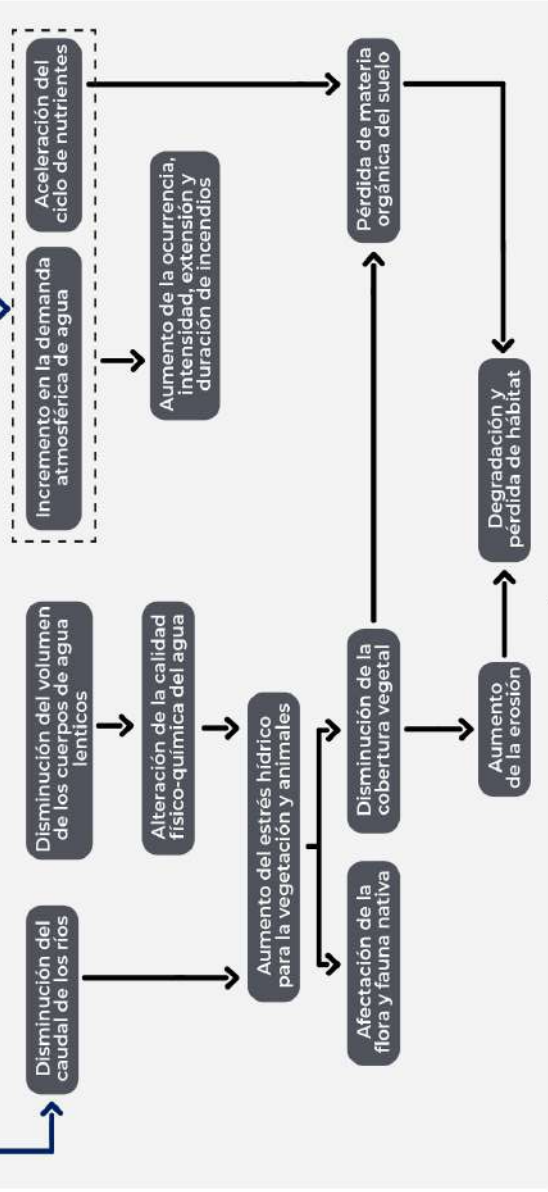 Disminución del
caudal de los ríos
Disminución del volumen
de los cuerpos de agua
lenticos
Incremento en la demanda
atmosférica de agua
Aceleración del
ciclo de nutrientes
Alteración de la calidad
físico-química del agua
Aumento de la ocurrencia,
intensidad, extensión y
duración de incendios
Aumento del estrés hídrico
para la vegetación y animales
Afectación de la
flora y fauna nativa
Disminución de la
cobertura vegetal
Pérdida de materia
orgánica del suelo
Aumento
de la erosión
Degradación y
pérdida de hábitat